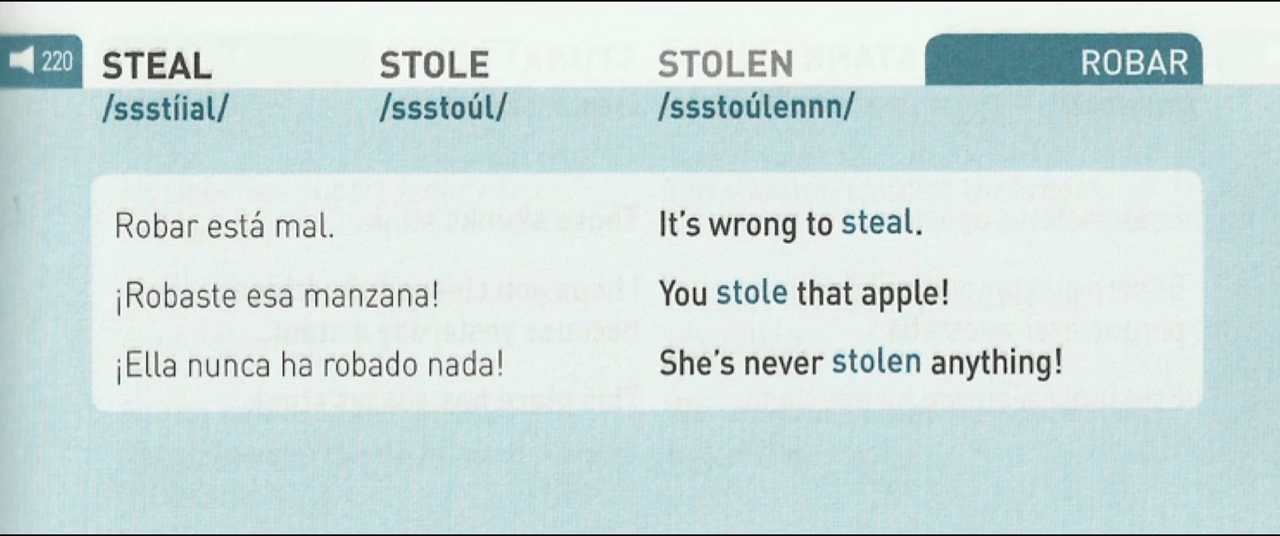 220 STEAL STOLE STOLEN ROBAR
/ssstíial/ /ssstoúl/ /ssstoúlennn/
Robar está mal. It's wrong to steal.
¡Robaste esa manzana! You stole that apple!
¡Ella nunca ha robado nada! She's never stolen anything!